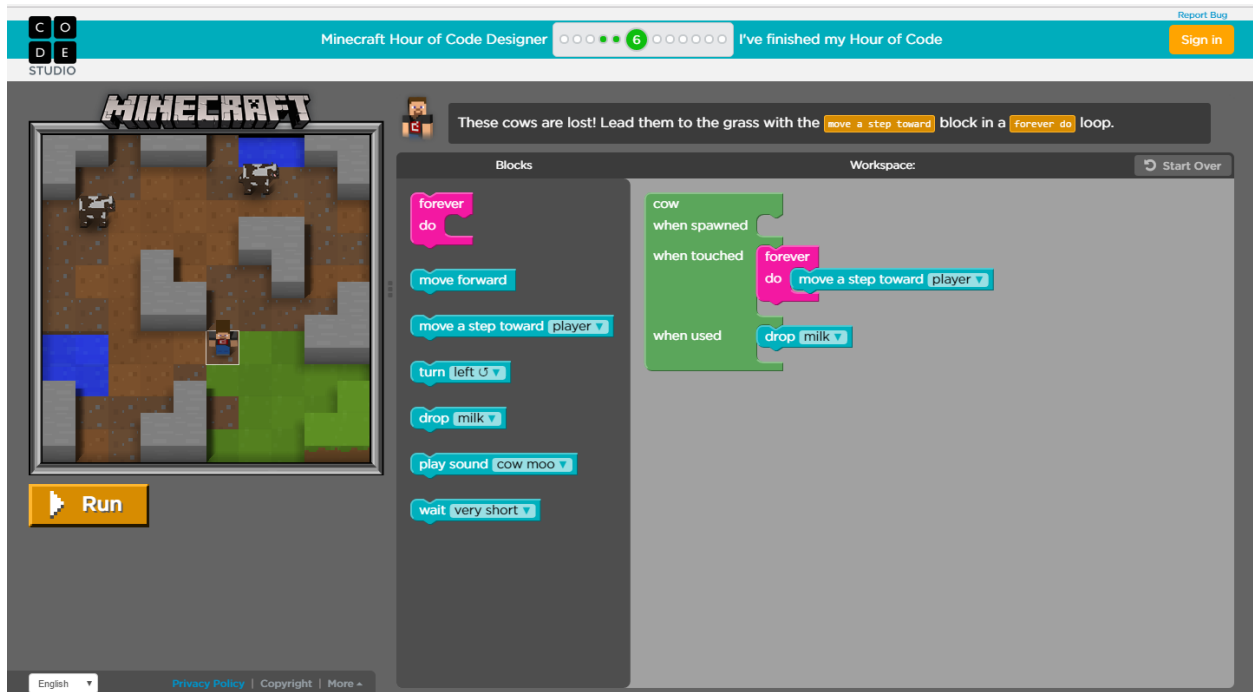 Report Bug
C O
D E
STUDIO
Minecraft Hour of Code Designer 6 I've finished my Hour of Code
Sign in
MINECRAFT
These cows are lost! Lead them to the grass with the move a step toward block in a forever do loop.
Blocks
Workspace:
Start Over
forever
do
move forward
move a step toward player
turn left
drop milk
play sound cow moo
wait very short
cow
when spawned
when touched
forever
do move a step toward player
when used drop milk
Run
English
Privacy Policy | Copyright | More